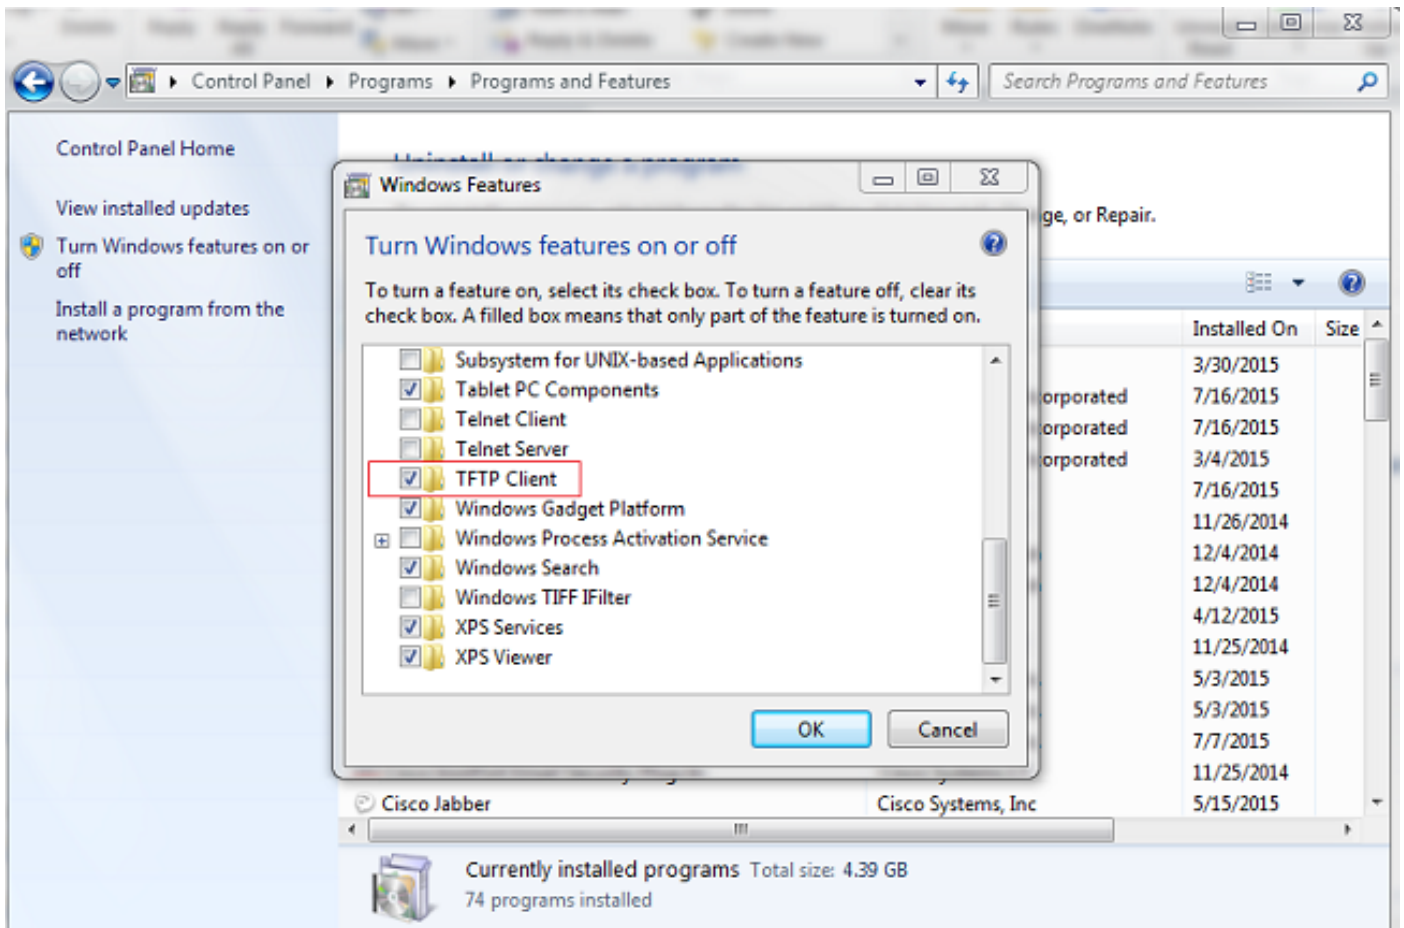 Control Panel
Programs
Programs and Features
Search Programs and Features
Control Panel Home
View installed updates
Turn Windows features on or
off
Install a program from the
network
Uninstall or change a program
ge, or Repair.
Installed On
Size
3/30/2015
orporated
7/16/2015
orporated
7/16/2015
orporated
3/4/2015
7/16/2015
11/26/2014
12/4/2014
12/4/2014
4/12/2015
11/25/2014
5/3/2015
5/3/2015
7/7/2015
11/25/2014
Cisco Jabber
Cisco Systems, Inc
5/15/2015
Windows Features
Turn Windows features on or off
To turn a feature on, select its check box. To turn a feature off, clear its
check box. A filled box means that only part of the feature is turned on.
Subsystem for UNIX-based Applications
Tablet PC Components
Telnet Client
Telnet Server
TFTP Client
Windows Gadget Platform
Windows Process Activation Service
Windows Search
Windows TIFF IFilter
XPS Services
XPS Viewer
OK
Cancel
Currently installed programs Total size: 4.39 GB
74 programs installed